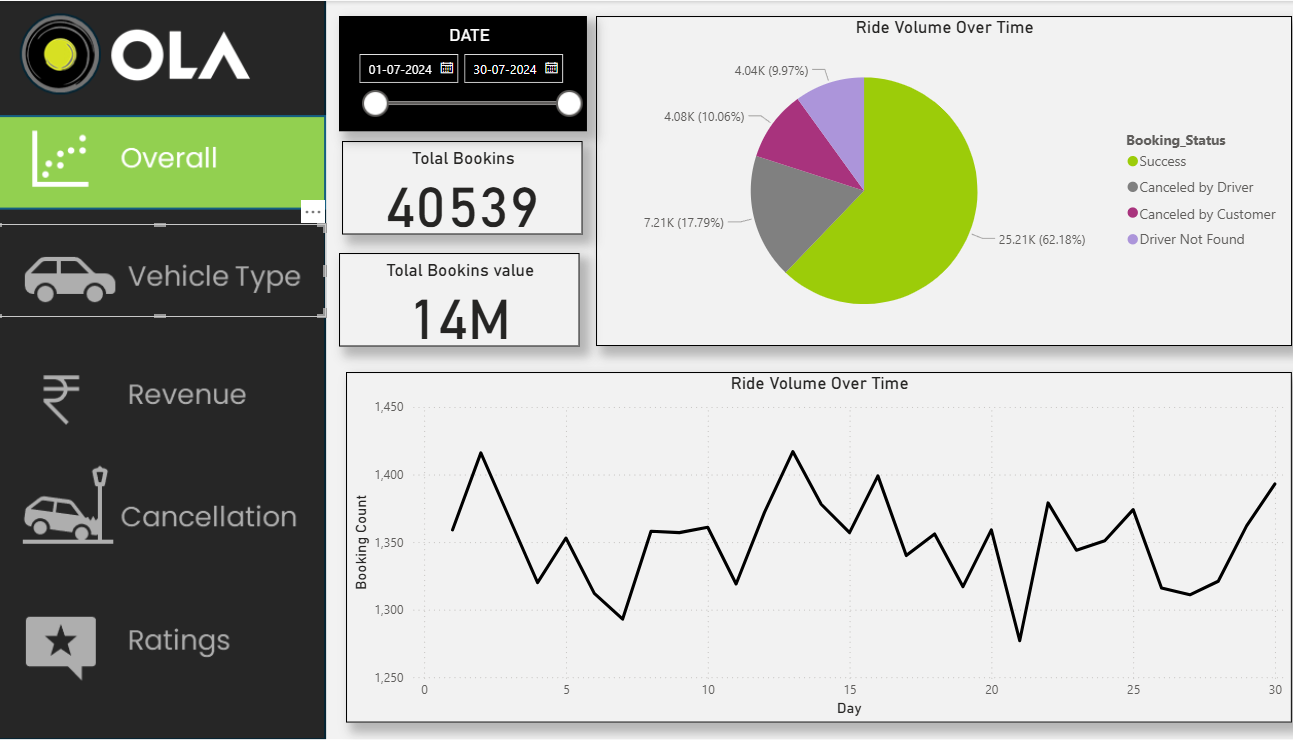 OLA
Overall
...
Vehicle Type
Revenue
Cancellation
Ratings
DATE
01-07-2024
30-07-2024
Tolal Bookins
40539
Tolal Bookins value
14M
Ride Volume Over Time
4.04K (9.97%)
4.08K (10.06%)
7.21K (17.79%)
25.21K (62.18%)
Booking_Status
Success
Canceled by Driver
Canceled by Customer
Driver Not Found
Ride Volume Over Time
Booking Count
1,450
1,400
1,350
1,300
1,250
0 5 10 15 20 25 30
Day